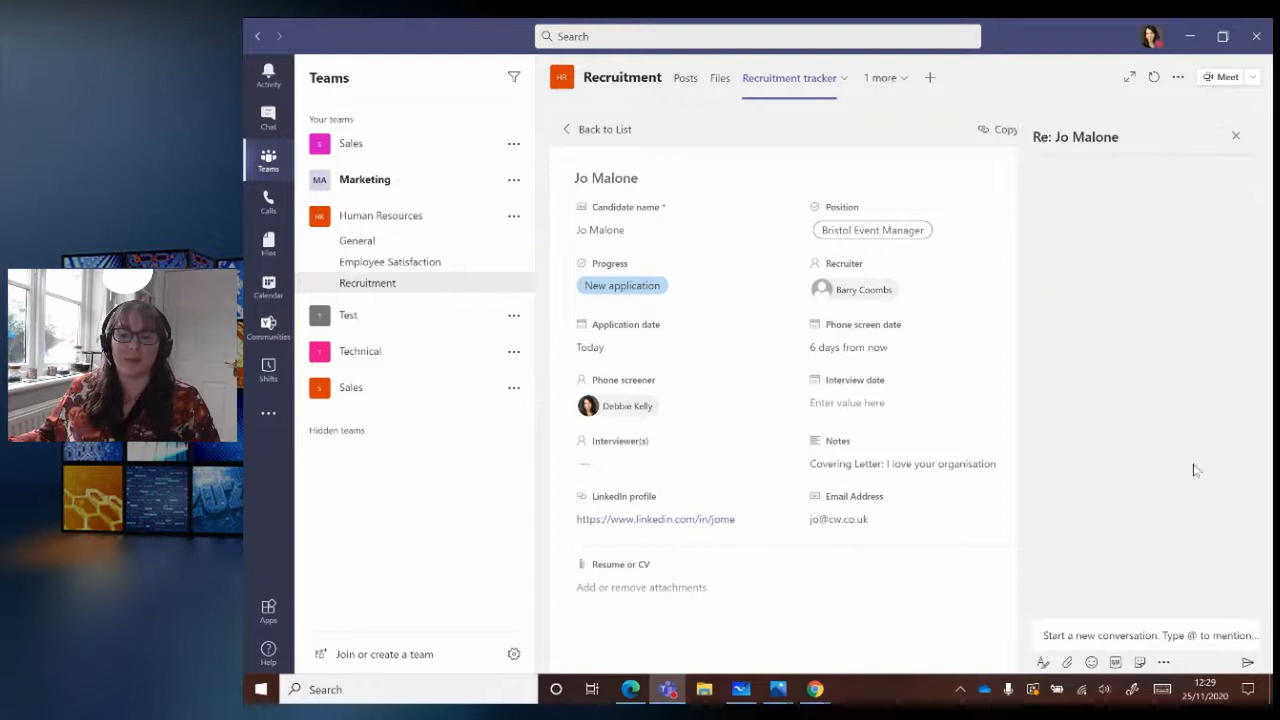 Search
Activity
Chat
Teams
Calls
Files
Calendar
Communities
Shifts
Apps
Help
Teams
Your teams
S Sales
MA Marketing
HR Human Resources
General
Employee Satisfaction
Recruitment
T Test
T Technical
S Sales
Hidden teams
Join or create a team
HR Recruitment Posts Files Recruitment tracker 1 more Meet
Back to List Copy
Jo Malone
Candidate name *
Jo Malone
Position
Bristol Event Manager
Progress
New application
Recruiter
Barry Coombs
Application date
Today
Phone screen date
6 days from now
Phone screener
Debbie Kelly
Interview date
Enter value here
Interviewer(s)
Notes
Covering Letter: I love your organisation
LinkedIn profile
https://www.linkedin.com/in/jome
Email Address
jo@cw.co.uk
Resume or CV
Add or remove attachments
Re: Jo Malone
Start a new conversation. Type @ to mention...
Search
12:29
25/11/2020